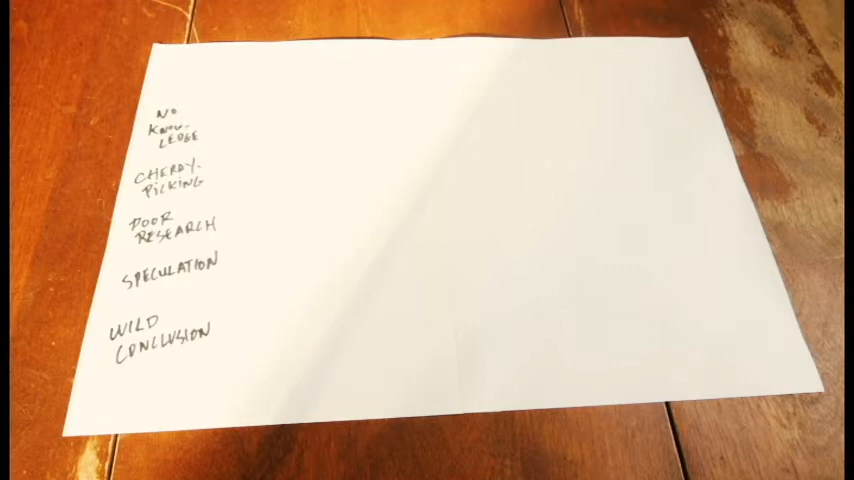 NO
KNOW-
LEDGE
CHERRY-
PICKING
POOR
RESEARCH
SPECULATION
WILD
CONCLUSION